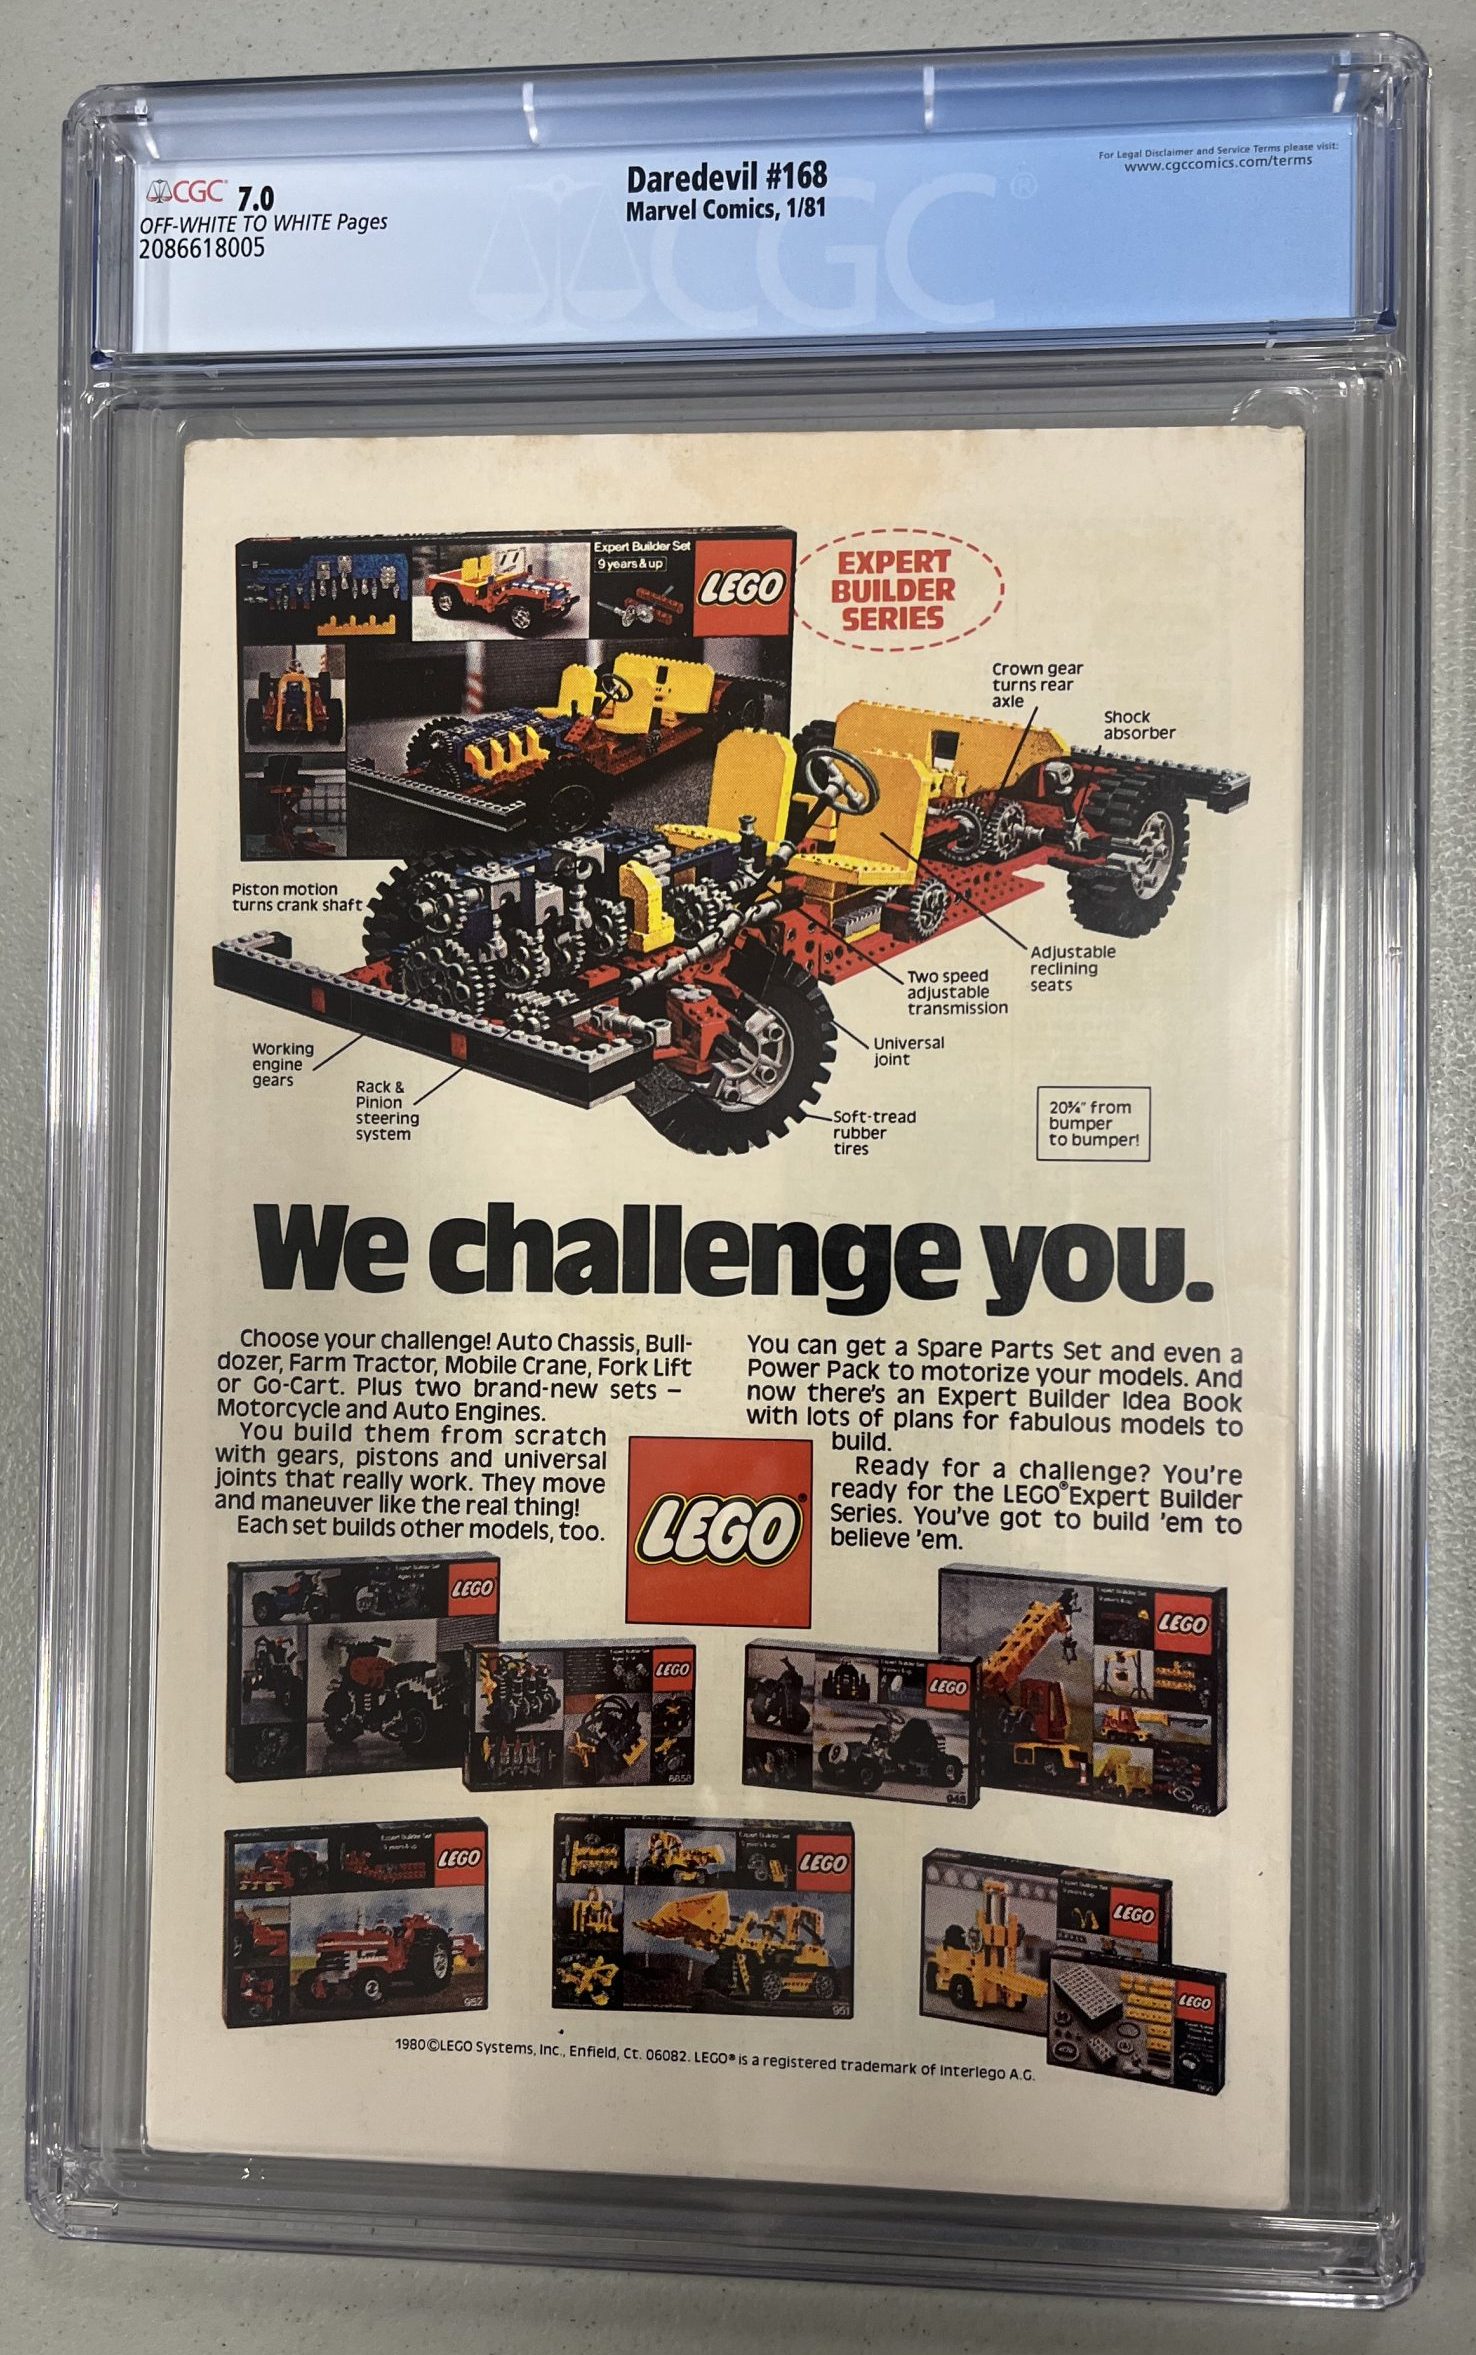 CGC 7.0
OFF-WHITE TO WHITE Pages
2086618005
Daredevil #168
Marvel Comics, 1/81
For Legal Disclaimer and Service Terms please visit:
www.cgccomics.com/terms
CGC®
Expert Builder Set
9 years & up
LEGO
EXPERT
BUILDER
SERIES
Crown gear
turns rear
axle
Shock
absorber
Piston motion
turns crank shaft
Adjustable
reclining
seats
Two speed
adjustable
transmission
Universal
joint
Working
engine
gears
Rack &
Pinion
steering
system
Soft-tread
rubber
tires
20¾" from
bumper
to bumper!
We challenge you.
Choose your challenge! Auto Chassis, Bull-
dozer, Farm Tractor, Mobile Crane, Fork Lift
or Go-Cart. Plus two brand-new sets –
Motorcycle and Auto Engines.
You build them from scratch
with gears, pistons and universal
joints that really work. They move
and maneuver like the real thing!
Each set builds other models, too.
You can get a Spare Parts Set and even a
Power Pack to motorize your models. And
now there's an Expert Builder Idea Book
with lots of plans for fabulous models to
build.
Ready for a challenge? You're
ready for the LEGO® Expert Builder
Series. You've got to build 'em to
believe 'em.
LEGO®
LEGO
LEGO
8858
LEGO
948
LEGO
955
LEGO
952
LEGO
951
LEGO
LEGO
960
1980 © LEGO Systems, Inc., Enfield, Ct. 06082. LEGO® is a registered trademark of Interlego A.G.